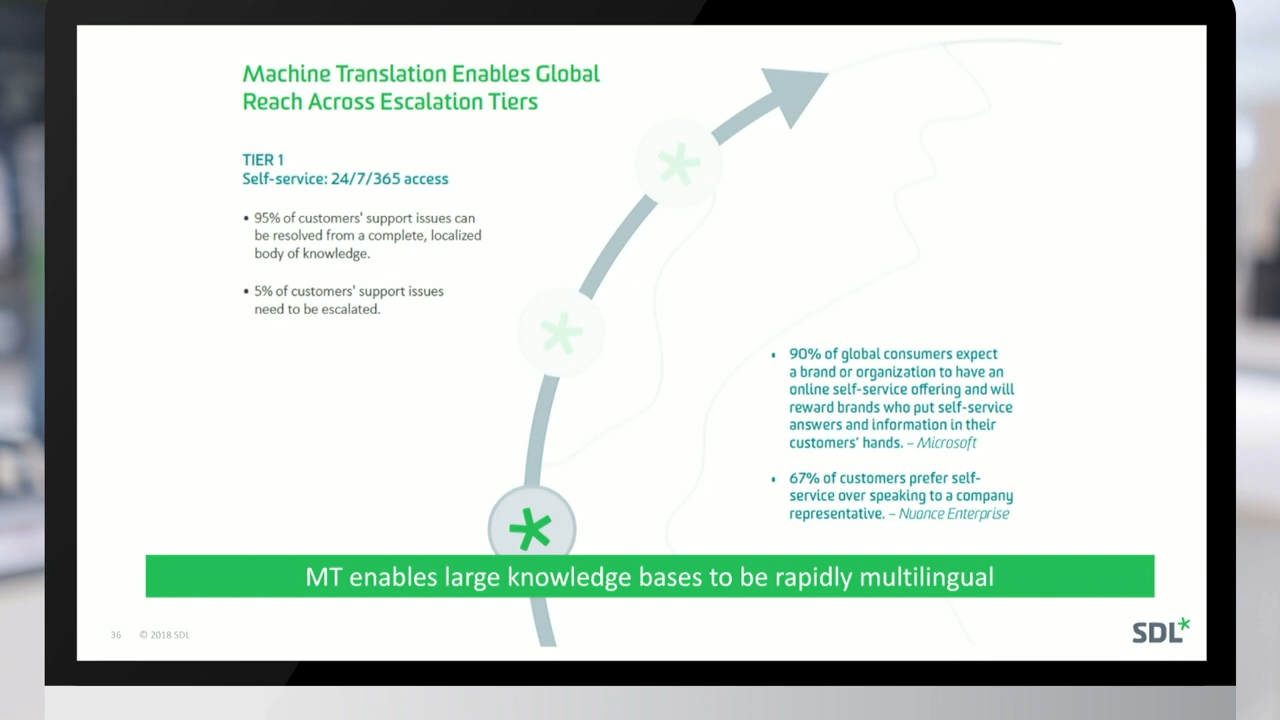 Machine Translation Enables Global
Reach Across Escalation Tiers
TIER 1
Self-service: 24/7/365 access
• 95% of customers' support issues can
be resolved from a complete, localized
body of knowledge.
• 5% of customers' support issues
need to be escalated.
• 90% of global consumers expect
a brand or organization to have an
online self-service offering and will
reward brands who put self-service
answers and information in their
customers' hands. – Microsoft
• 67% of customers prefer self-
service over speaking to a company
representative. – Nuance Enterprise
MT enables large knowledge bases to be rapidly multilingual
36 © 2018 SDL
SDL*